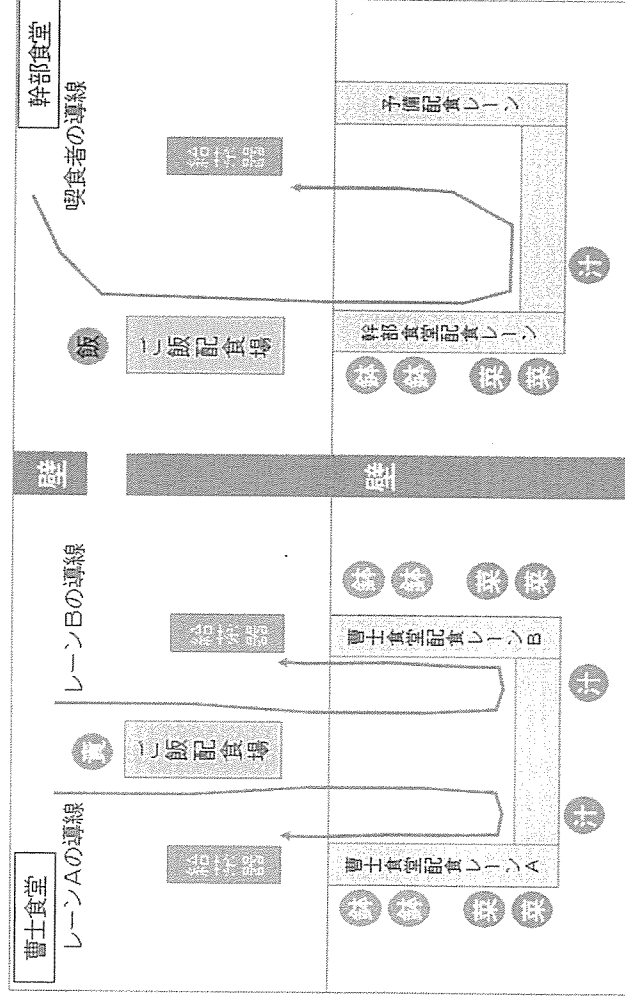 曹士食堂
幹部食堂
レーンAの導線
レーンBの導線
壁
喫食者の導線
飯
飯
給茶器
ご飯配食場
給茶器
ご飯配食場
給茶器
壁
鉢
鉢
菜
菜
曹士食堂配食レーンA
曹士食堂配食レーンB
鉢
鉢
菜
菜
鉢
鉢
菜
菜
幹部食堂配食レーン
予備配食レーン
汁
汁
汁